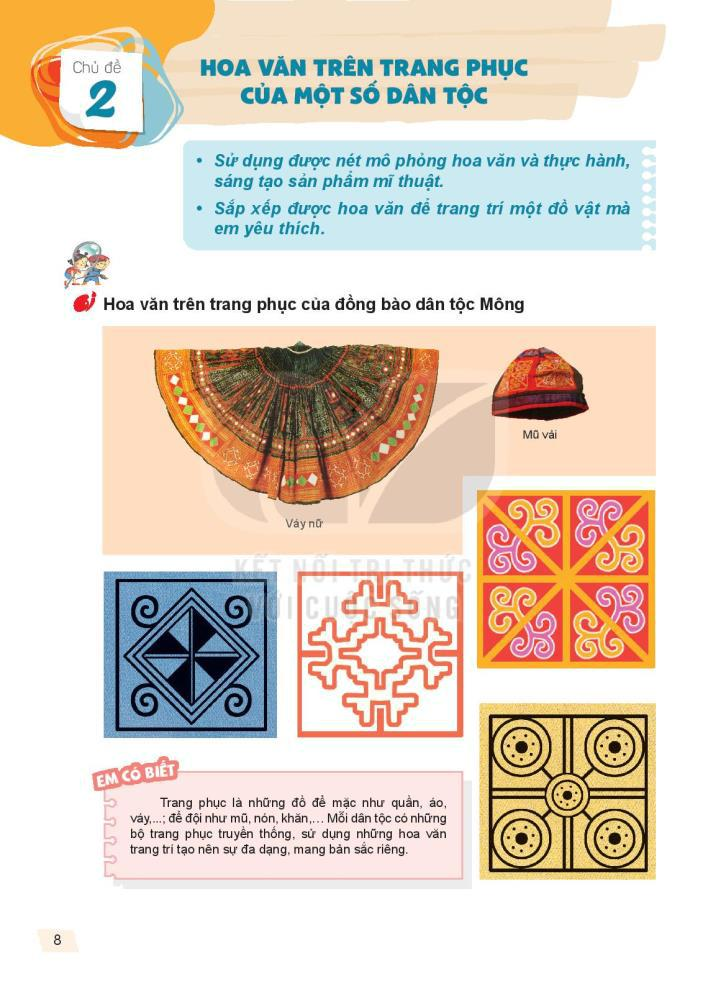 Chủ đề
2
HOA VĂN TRÊN TRANG PHỤC
CỦA MỘT SỐ DÂN TỘC
• Sử dụng được nét mô phỏng hoa văn và thực hành,
sáng tạo sản phẩm mĩ thuật.
• Sắp xếp được hoa văn để trang trí một đồ vật mà
em yêu thích.
Hoa văn trên trang phục của đồng bào dân tộc Mông
Mũ vải
Váy nữ
KẾT NỐI TRI THỨC
VỚI CUỘC SỐNG
EM CÓ BIẾT
Trang phục là những đồ để mặc như quần, áo,
váy,...; để đội như mũ, nón, khăn,... Mỗi dân tộc có những
bộ trang phục truyền thống, sử dụng những hoa văn
trang trí tạo nên sự đa dạng, mang bản sắc riêng.
8